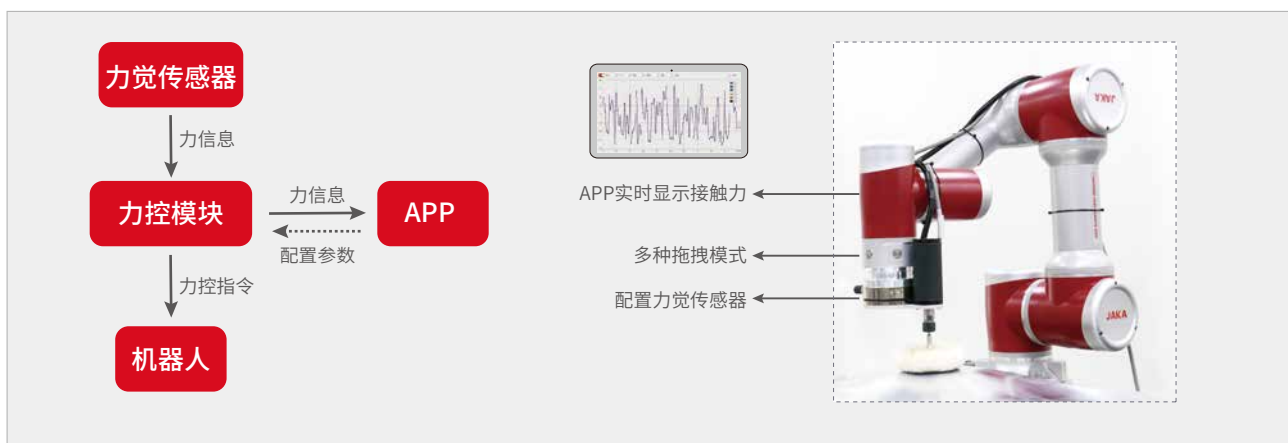 力觉传感器
力信息
力控模块
力信息
APP
配置参数
力控指令
机器人
APP实时显示接触力
多种拖拽模式
配置力觉传感器
JAKA
JAKA